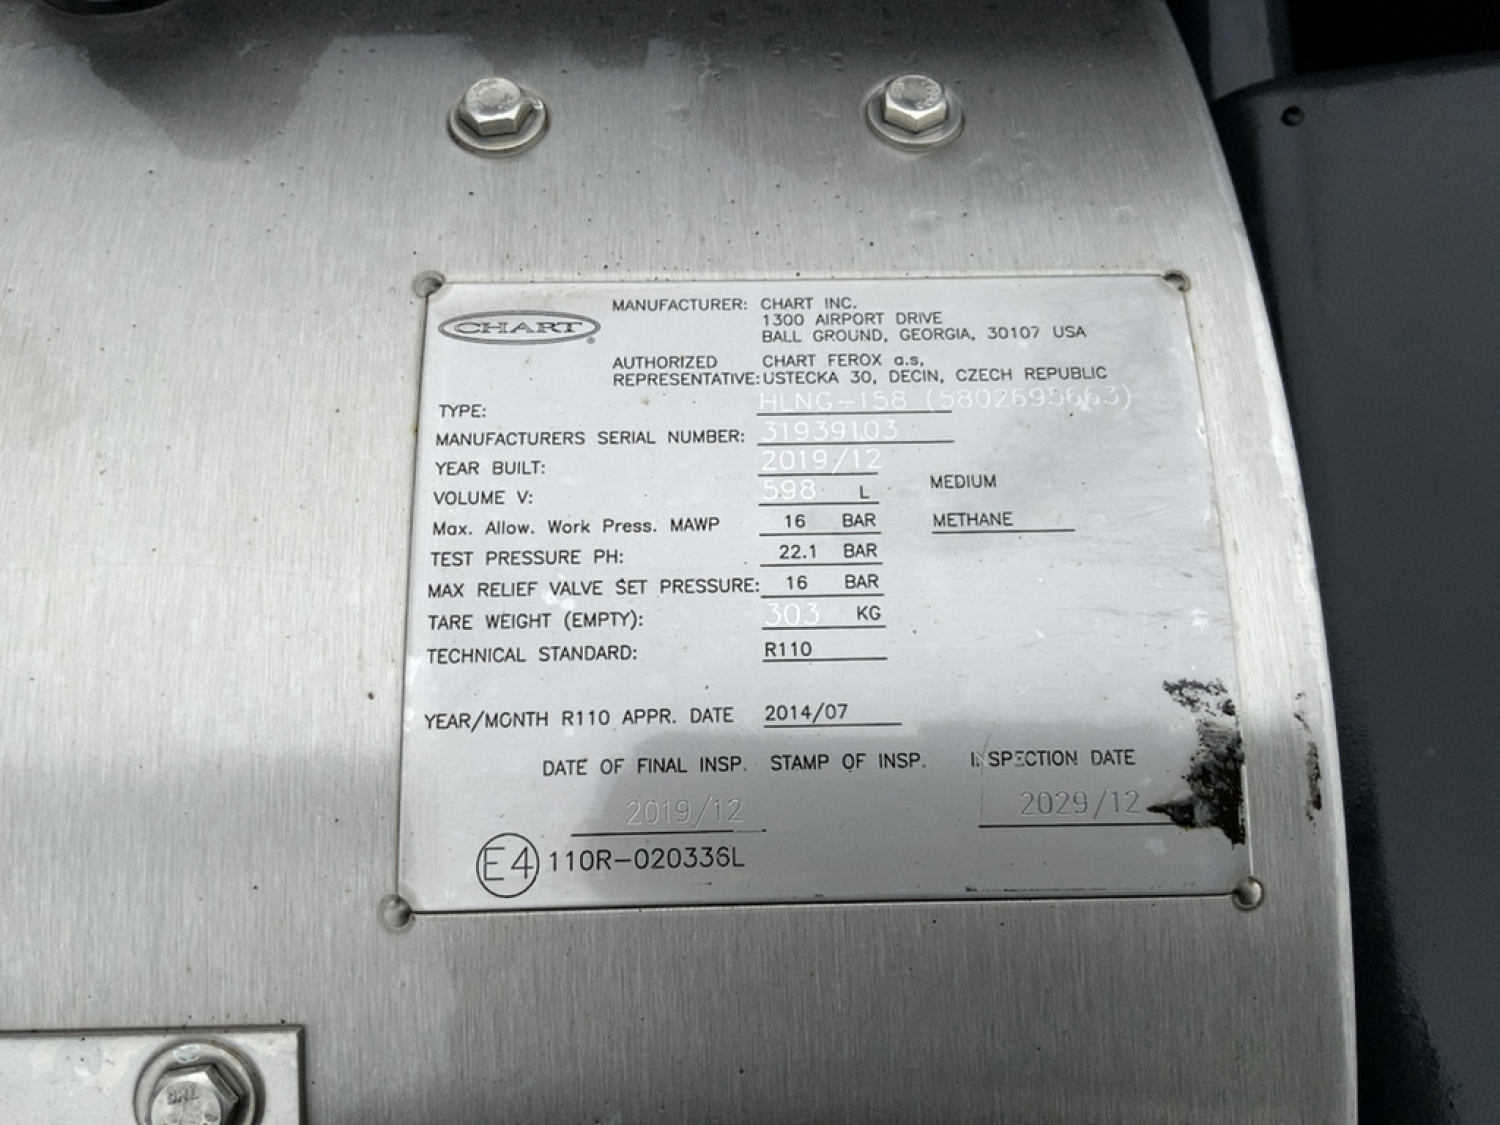 CHART
MANUFACTURER: CHART INC.
1300 AIRPORT DRIVE
BALL GROUND, GEORGIA, 30107 USA
AUTHORIZED CHART FEROX a.s,
REPRESENTATIVE: USTECKA 30, DECIN, CZECH REPUBLIC
TYPE: HLNG-158 (5802695663)
MANUFACTURERS SERIAL NUMBER: 31939103
YEAR BUILT: 2019/12
VOLUME V: 598 L MEDIUM
Max. Allow. Work Press. MAWP 16 BAR METHANE
TEST PRESSURE PH: 22.1 BAR
MAX RELIEF VALVE SET PRESSURE: 16 BAR
TARE WEIGHT (EMPTY): 303 KG
TECHNICAL STANDARD: R110
YEAR/MONTH R110 APPR. DATE 2014/07
DATE OF FINAL INSP. STAMP OF INSP. INSPECTION DATE
2019/12 2029/12
E4 110R-020336L